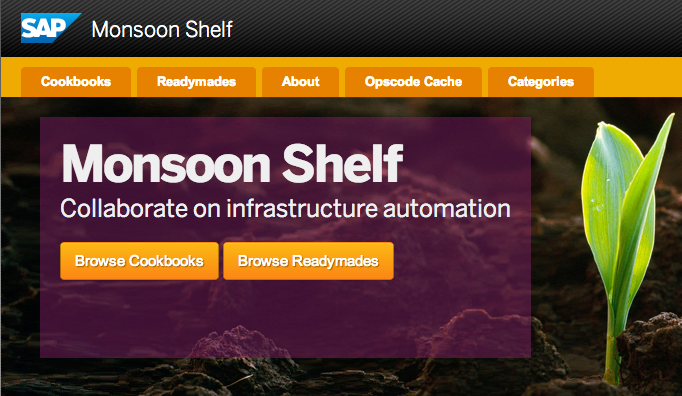 SAP Monsoon Shelf
Cookbooks Readymades About Opscode Cache Categories
Monsoon Shelf
Collaborate on infrastructure automation
Browse Cookbooks Browse Readymades